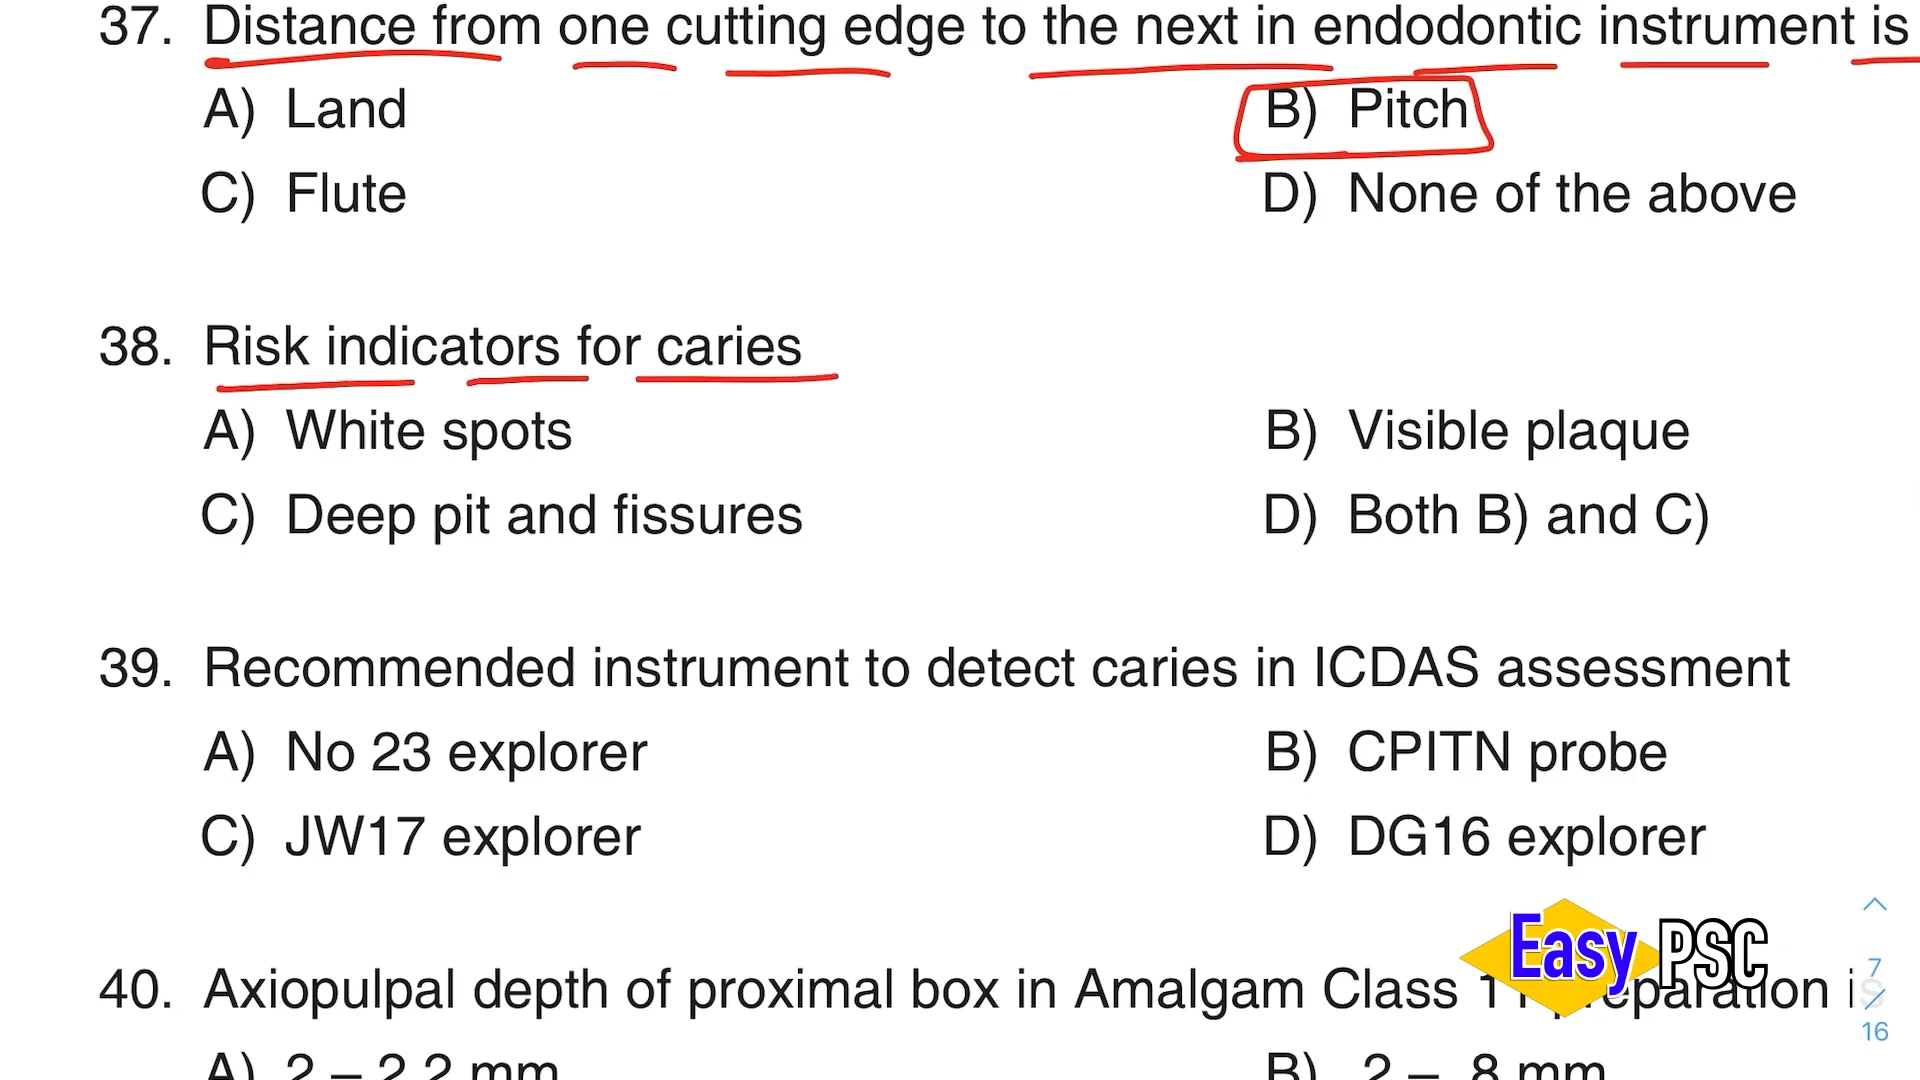 37. Distance from one cutting edge to the next in endodontic instrument is
A) Land
B) Pitch
C) Flute
D) None of the above
38. Risk indicators for caries
A) White spots
B) Visible plaque
C) Deep pit and fissures
D) Both B) and C)
39. Recommended instrument to detect caries in ICDAS assessment
A) No 23 explorer
B) CPITN probe
C) JW17 explorer
D) DG16 explorer
Easy PSC
7
16
40. Axiopulpal depth of proximal box in Amalgam Class
A) 2 –
B)
mm